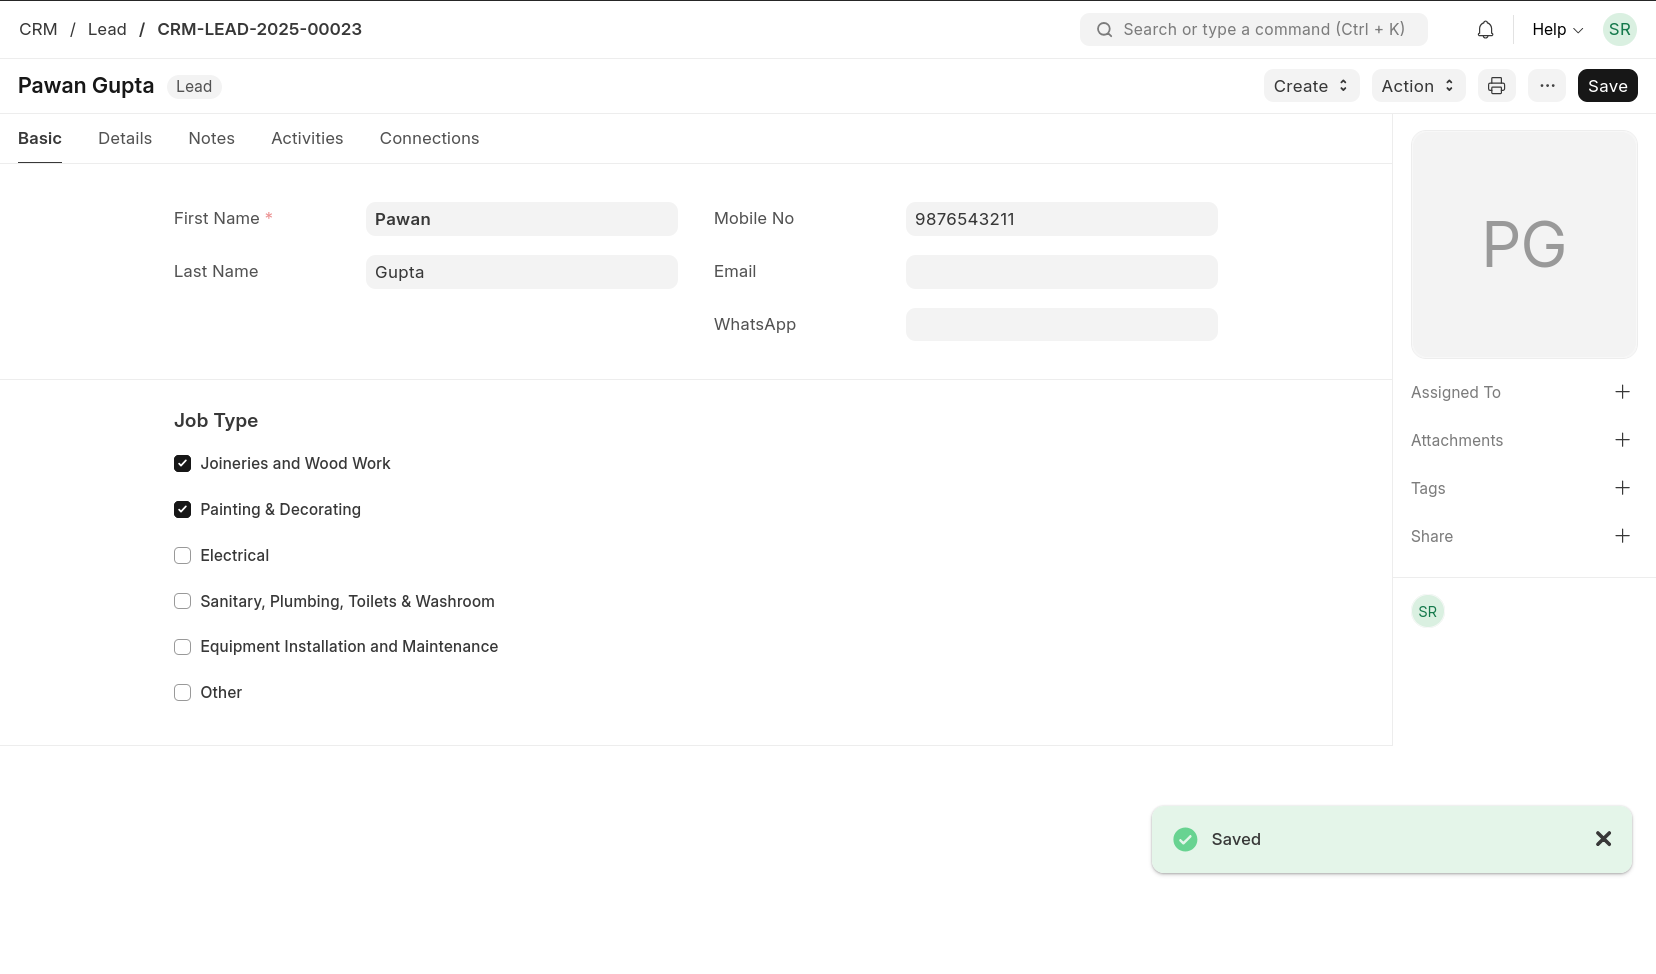 CRM / Lead / CRM-LEAD-2025-00023
Search or type a command (Ctrl + K)
Help
SR
Pawan Gupta
Lead
Create
Action
Save
Basic
Details
Notes
Activities
Connections
First Name *
Pawan
Mobile No
9876543211
Last Name
Gupta
Email
WhatsApp
PG
Assigned To
Attachments
Tags
Share
SR
Job Type
Joineries and Wood Work
Painting & Decorating
Electrical
Sanitary, Plumbing, Toilets & Washroom
Equipment Installation and Maintenance
Other
Saved